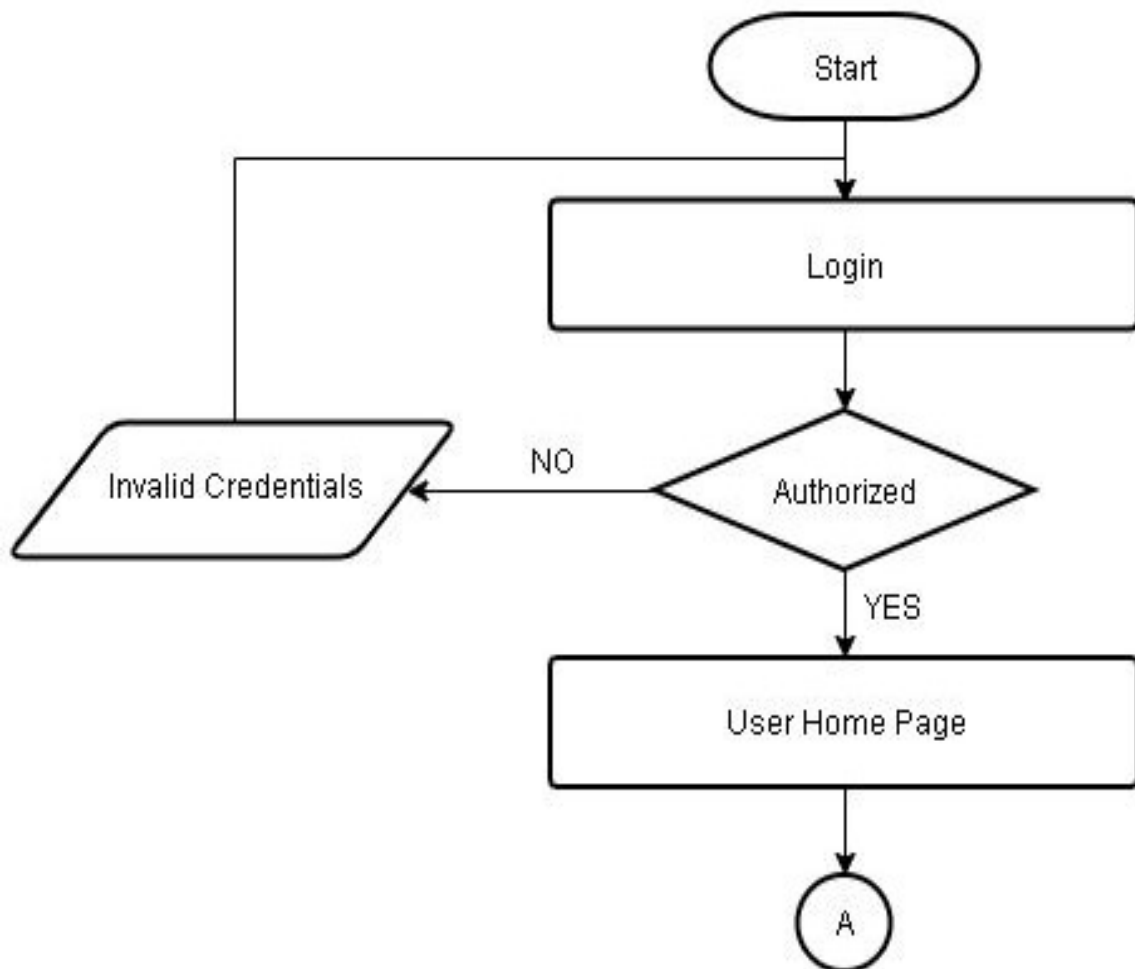 Start
Login
NO
Invalid Credentials
Authorized
YES
User Home Page
A